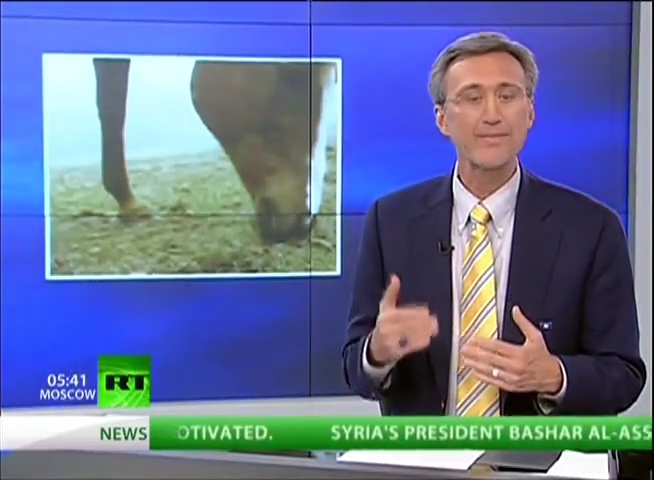 05:41
MOSCOW
RT
NEWS
OTIVATED. SYRIA'S PRESIDENT BASHAR AL-ASS